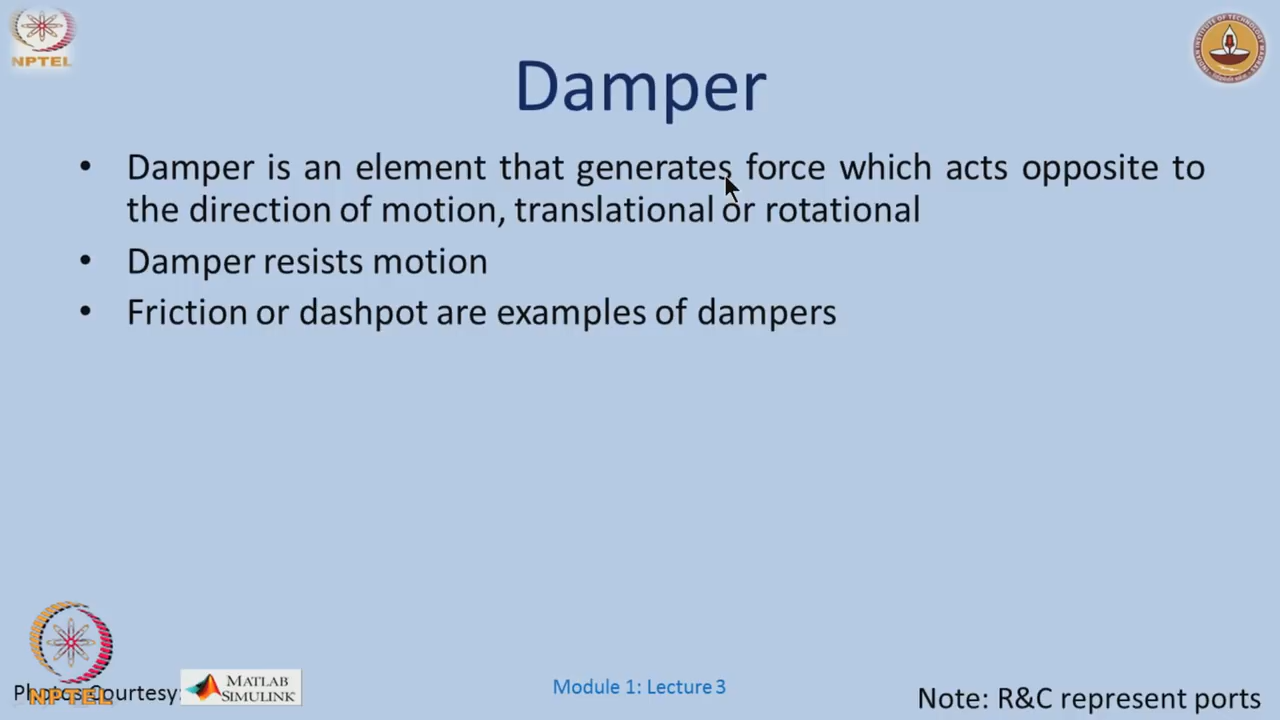 NPTEL
Damper
• Damper is an element that generates force which acts opposite to
the direction of motion, translational or rotational
• Damper resists motion
• Friction or dashpot are examples of dampers
Photos Courtesy:
NPTEL
MATLAB
SIMULINK
Module 1: Lecture 3
Note: R&C represent ports